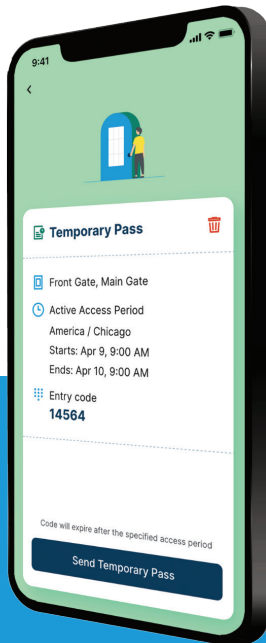 9:41
Temporary Pass
Front Gate, Main Gate
Active Access Period
America / Chicago
Starts: Apr 9, 9:00 AM
Ends: Apr 10, 9:00 AM
Entry code
14564
Code will expire after the specified access period
Send Temporary Pass